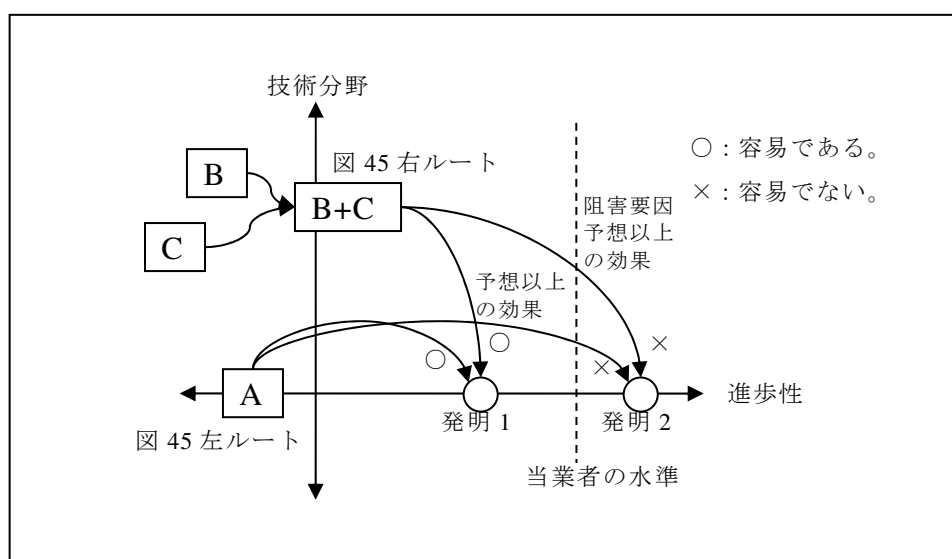 技術分野
図 45 右ルート
○：容易である。
×：容易でない。
B
B+C
C
阻害要因
予想以上
の効果
予想以上
の効果
○
○
×
×
A
進歩性
図 45 左ルート
発明 1
発明 2
当業者の水準